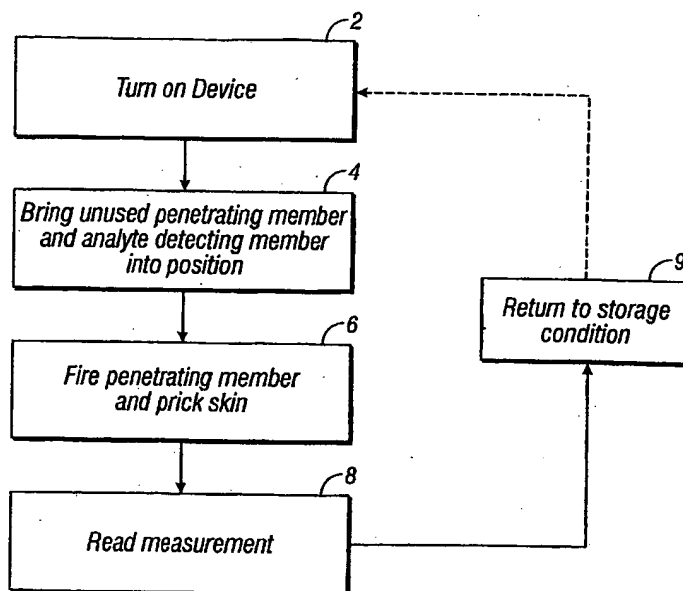 2
Turn on Device
4
Bring unused penetrating member
and analyte detecting member
into position
9
Return to storage
condition
6
Fire penetrating member
and prick skin
8
Read measurement